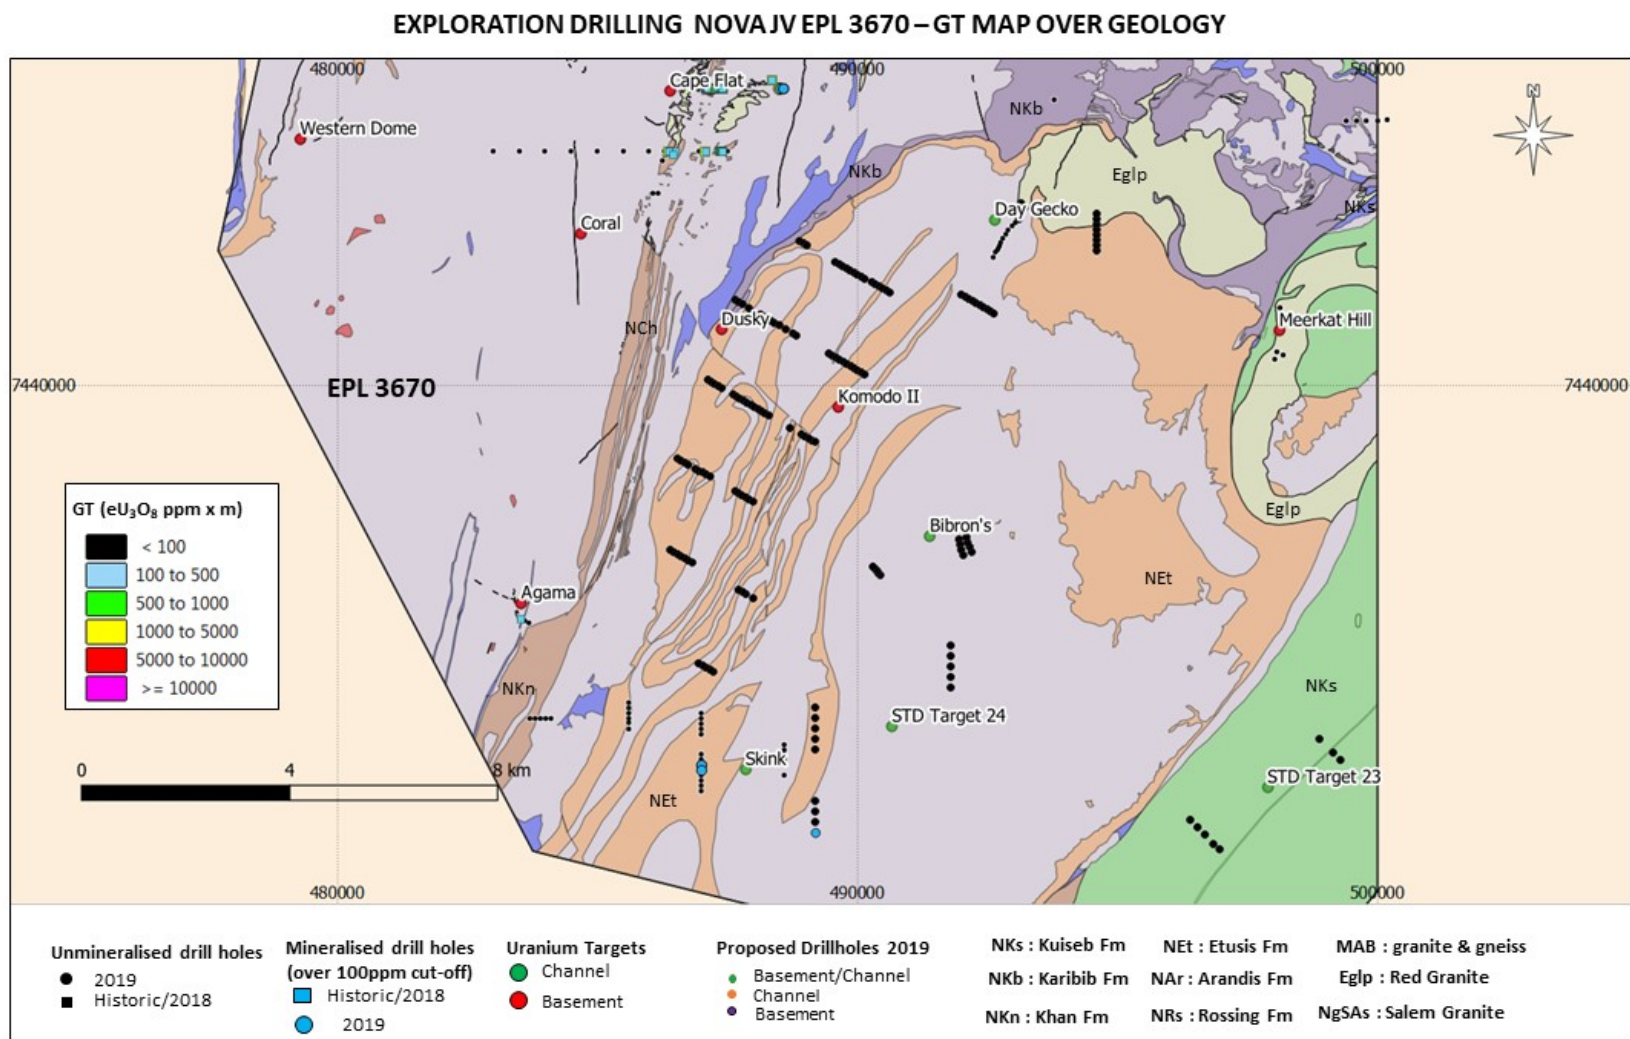 EXPLORATION DRILLING NOVA JV EPL 3670 – GT MAP OVER GEOLOGY
480000
490000
500000
Cape Flat
N
NKb
Western Dome
NKb
Eglp
NKs
Day Gecko
Coral
NCh
Dusky
Meerkat Hill
7440000
EPL 3670
7440000
Komodo II
GT (eU₃O₈ ppm x m)
< 100
100 to 500
500 to 1000
1000 to 5000
5000 to 10000
>= 10000
Eglp
Bibron's
NEt
Agama
NKn
NKs
STD Target 24
Skink
0 4 8 km
STD Target 23
NEt
480000
490000
500000
Unmineralised drill holes
2019
Historic/2018
Mineralised drill holes
(over 100ppm cut-off)
Historic/2018
2019
Uranium Targets
Channel
Basement
Proposed Drillholes 2019
Basement/Channel
Channel
Basement
NKs : Kuiseb Fm
NKb : Karibib Fm
NKn : Khan Fm
NEt : Etusis Fm
NAr : Arandis Fm
NRs : Rossing Fm
MAB : granite & gneiss
Eglp : Red Granite
NgSAs : Salem Granite